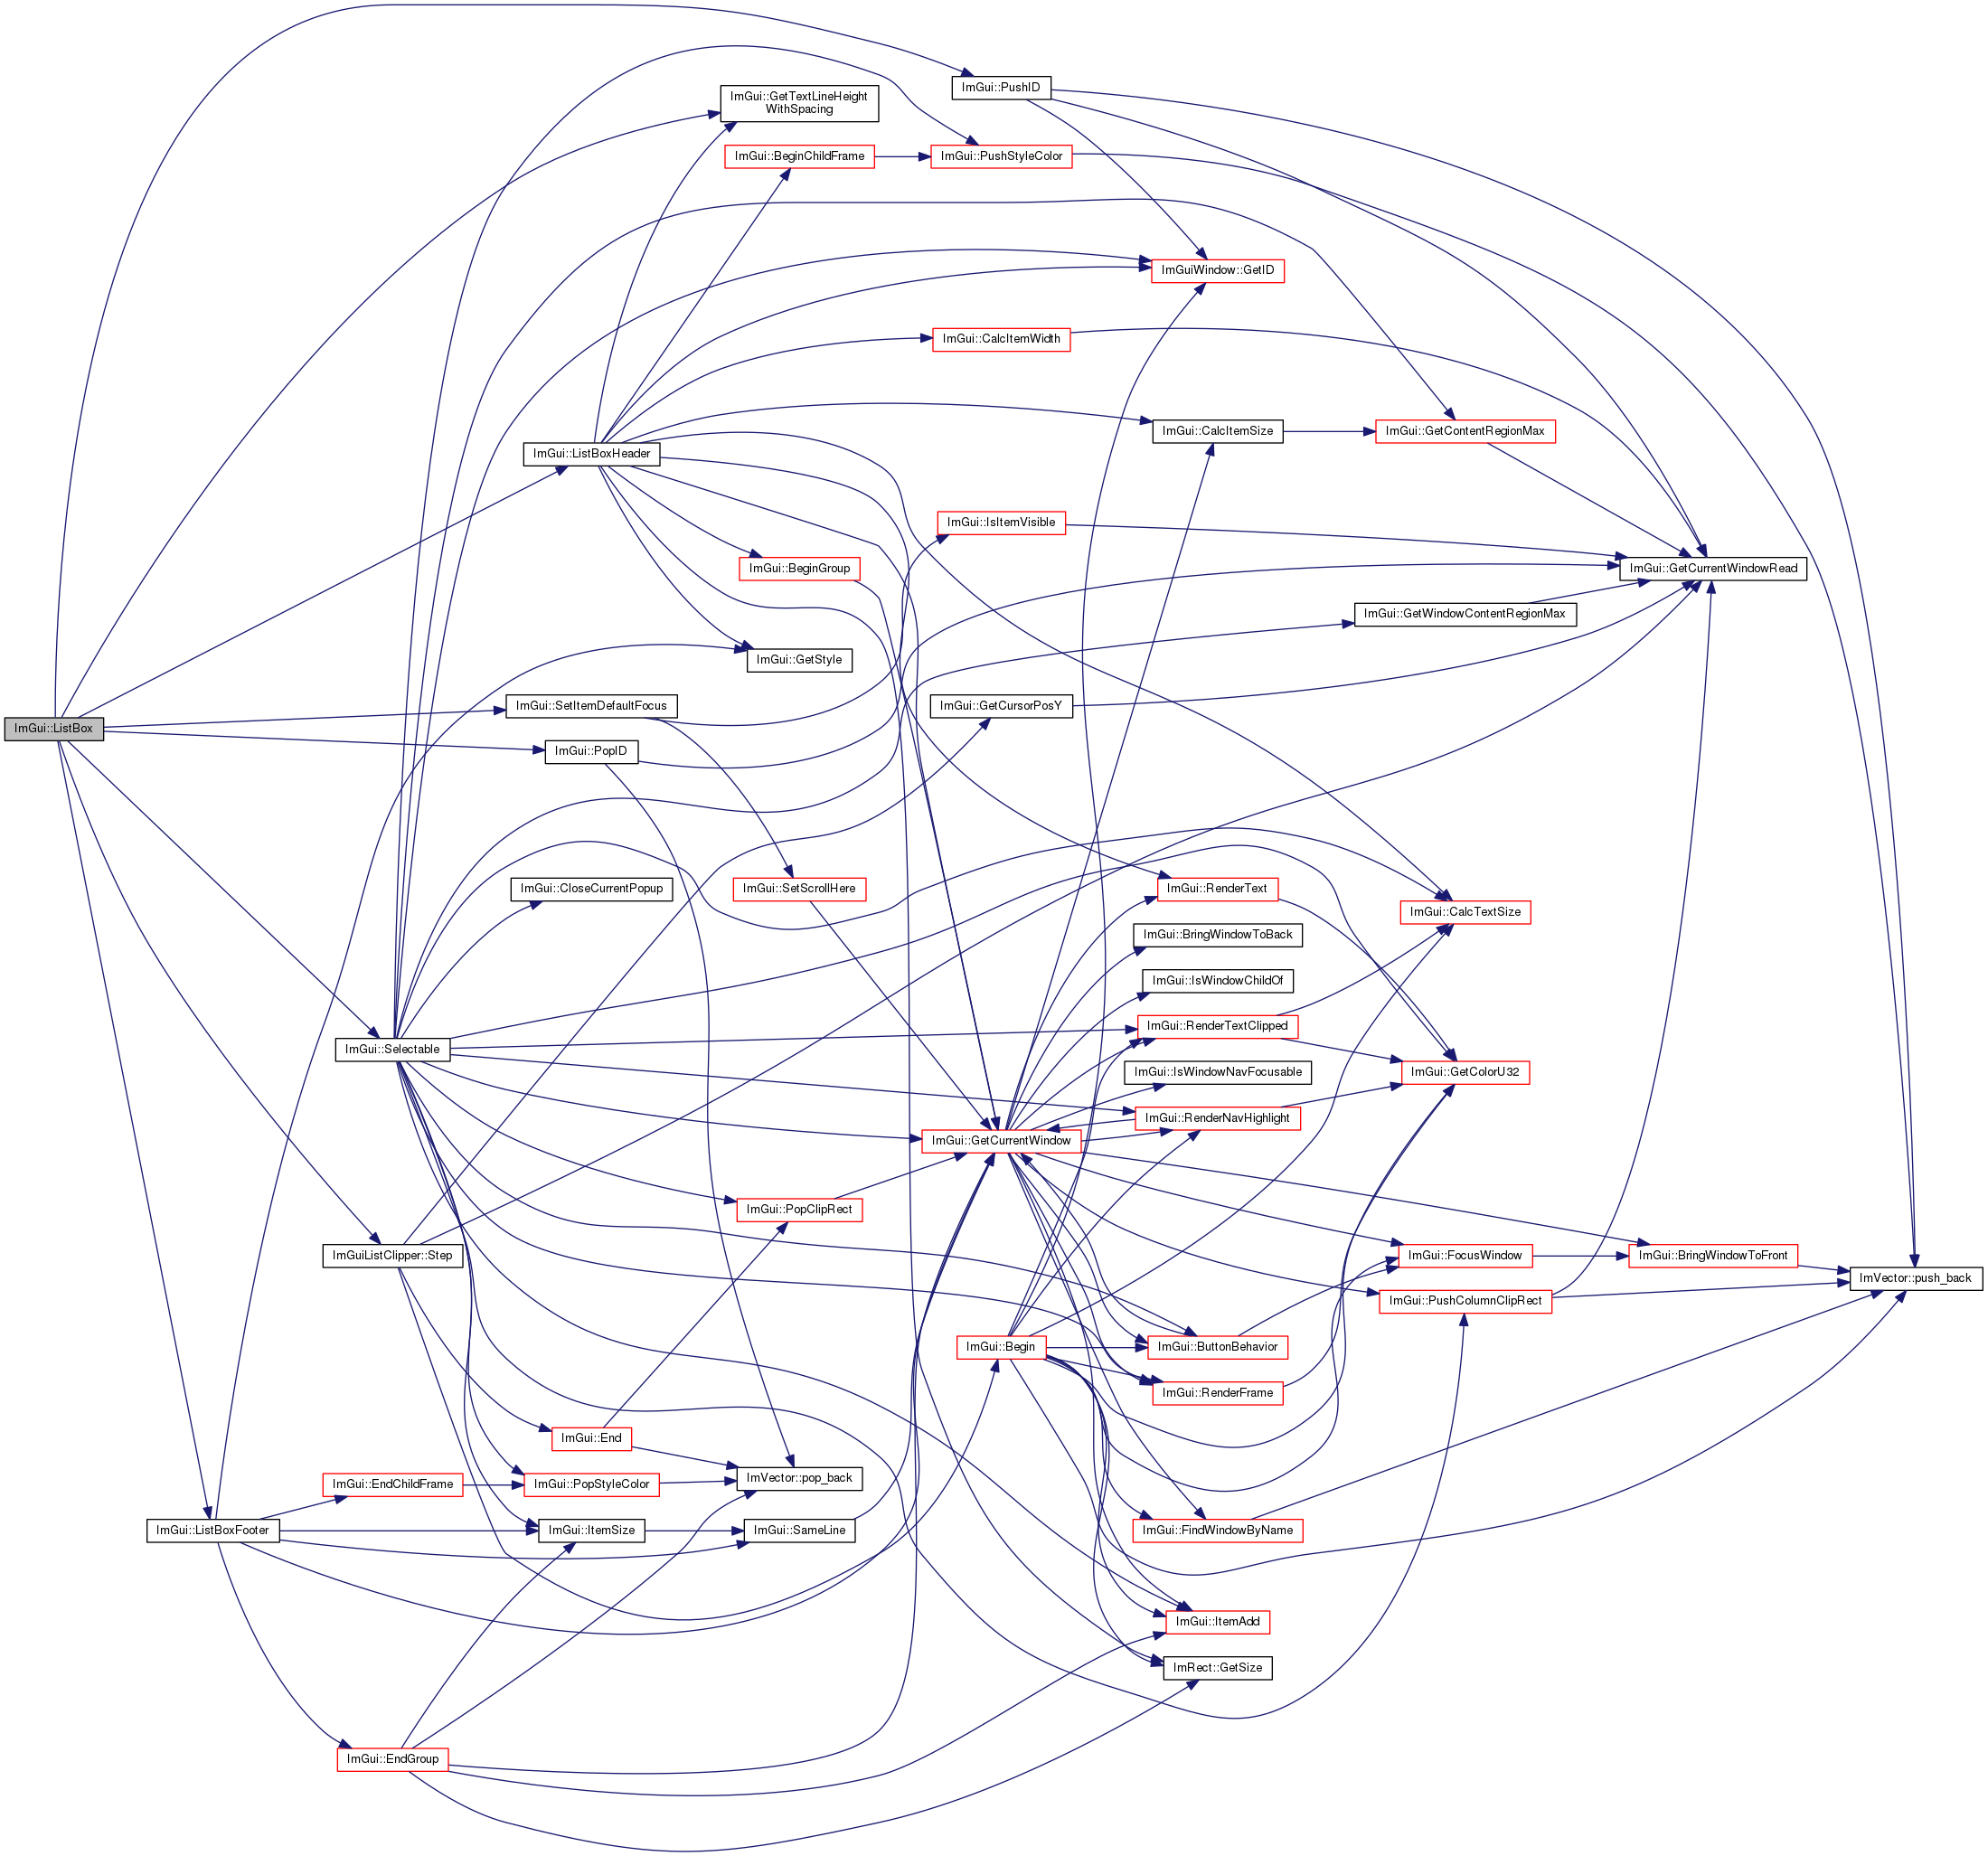 ImGui::PushID
ImGui::GetTextLineHeight
WithSpacing
ImGui::BeginChildFrame
ImGui::PushStyleColor
ImGuiWindow::GetID
ImGui::CalcItemWidth
ImGui::CalcItemSize
ImGui::GetContentRegionMax
ImGui::ListBoxHeader
ImGui::IsItemVisible
ImGui::BeginGroup
ImGui::GetCurrentWindowRead
ImGui::GetWindowContentRegionMax
ImGui::GetStyle
ImGui::SetItemDefaultFocus
ImGui::GetCursorPosY
ImGui::ListBox
ImGui::PopID
ImGui::CloseCurrentPopup
ImGui::SetScrollHere
ImGui::RenderText
ImGui::CalcTextSize
ImGui::BringWindowToBack
ImGui::IsWindowChildOf
ImGui::RenderTextClipped
ImGui::Selectable
ImGui::IsWindowNavFocusable
ImGui::GetColorU32
ImGui::RenderNavHighlight
ImGui::GetCurrentWindow
ImGui::PopClipRect
ImGuiListClipper::Step
ImGui::FocusWindow
ImGui::BringWindowToFront
ImVector::push_back
ImGui::PushColumnClipRect
ImGui::Begin
ImGui::ButtonBehavior
ImGui::RenderFrame
ImGui::End
ImVector::pop_back
ImGui::EndChildFrame
ImGui::PopStyleColor
ImGui::ListBoxFooter
ImGui::ItemSize
ImGui::SameLine
ImGui::FindWindowByName
ImGui::ItemAdd
ImRect::GetSize
ImGui::EndGroup